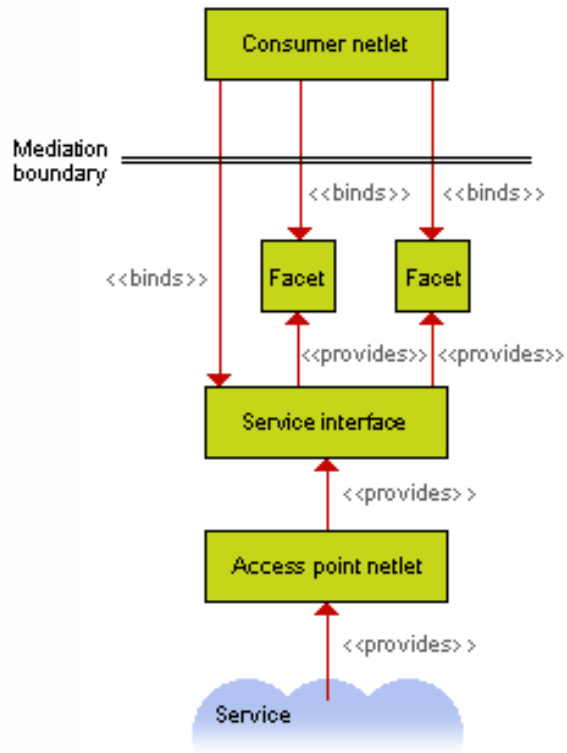 Consumer netlet
Mediation
boundary
<<binds>>
<<binds>>
<<binds>>
Facet
Facet
<<provides>>
<<provides>>
Service interface
<<provides>>
Access point netlet
<<provides>>
Service